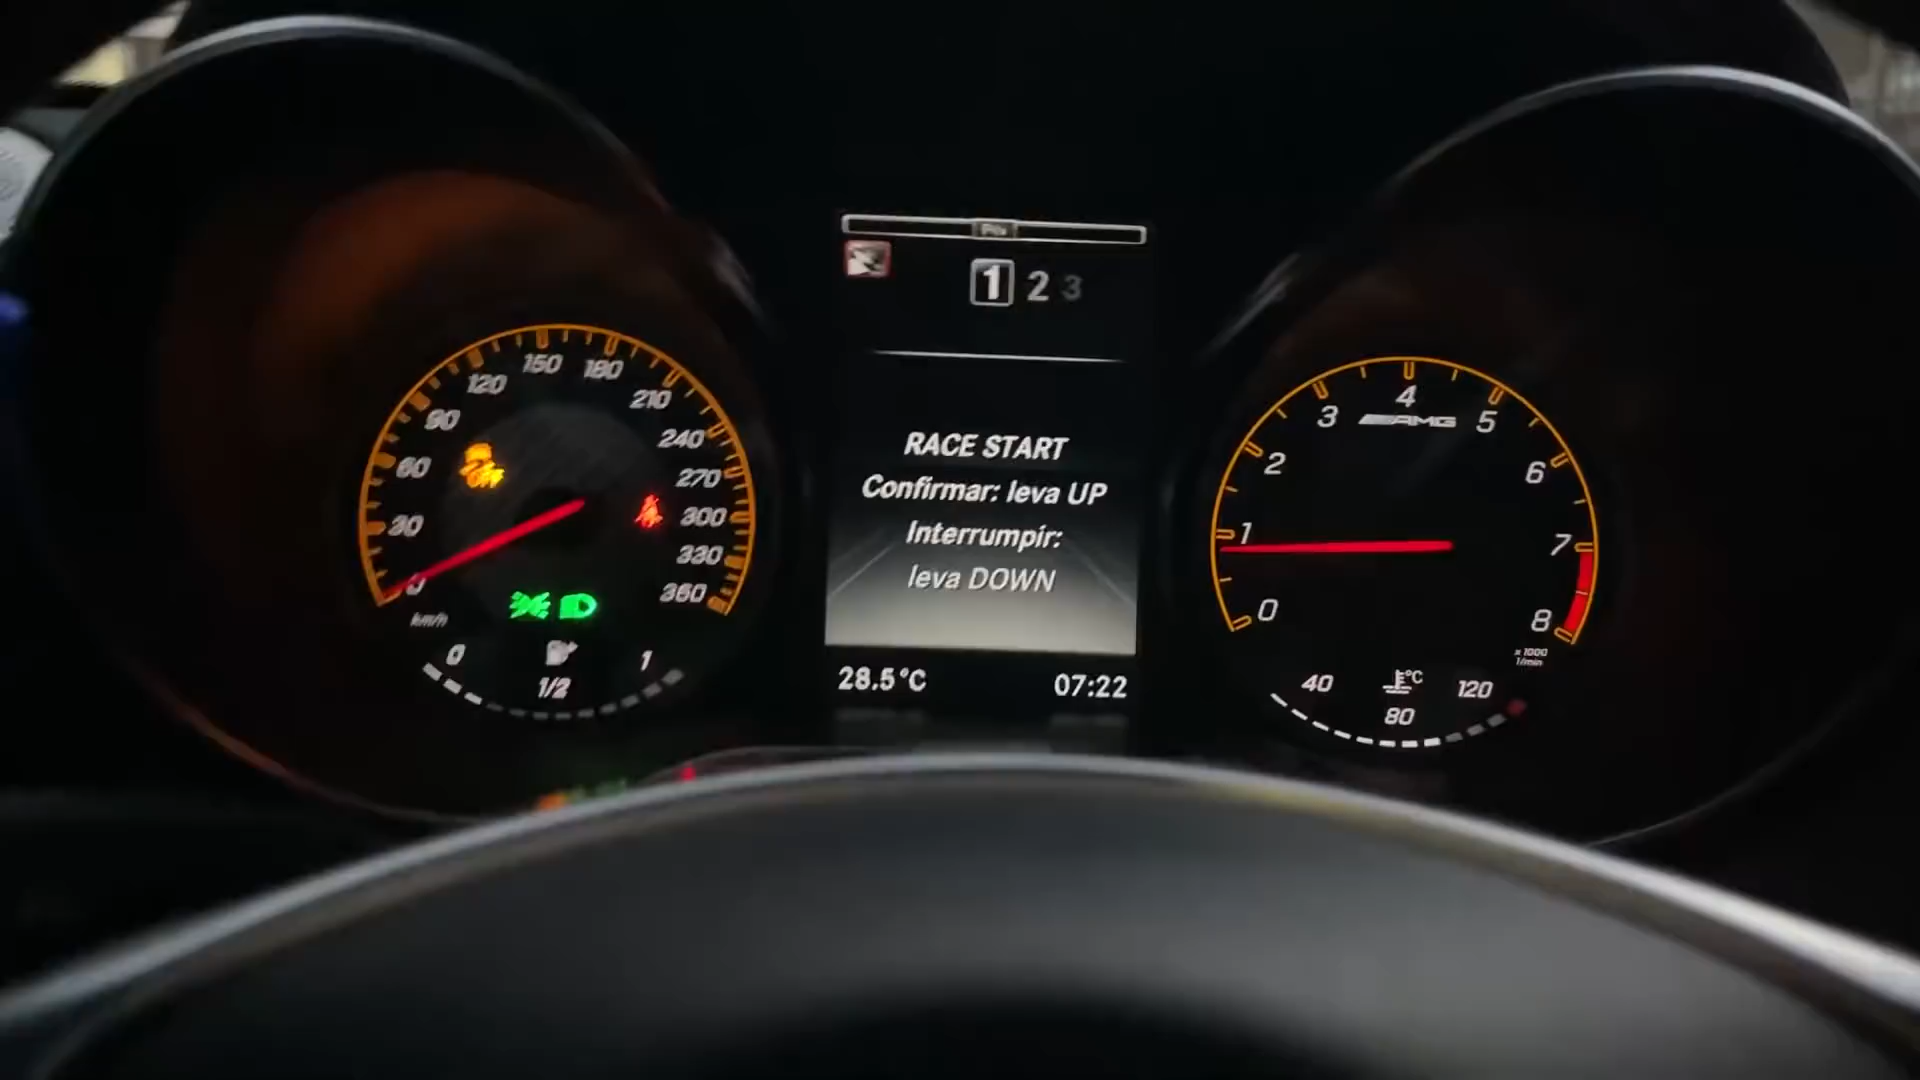 1 2 3
RACE START
Confirmar: leva UP
Interrumpir:
leva DOWN
28.5°C
07:22
0
30
60
90
120
150
180
210
240
270
300
330
360
km/h
OFF
0
1/2
1
0
1
2
3
4
5
6
7
8
AMG
x 1000
1/min
40
80
120
°C